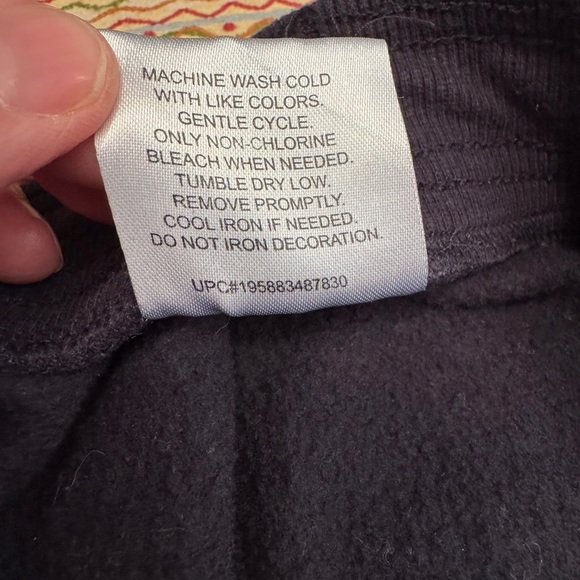 MACHINE WASH COLD
WITH LIKE COLORS.
GENTLE CYCLE.
ONLY NON-CHLORINE
BLEACH WHEN NEEDED.
TUMBLE DRY LOW.
REMOVE PROMPTLY.
COOL IRON IF NEEDED.
DO NOT IRON DECORATION.
UPC#195883487830